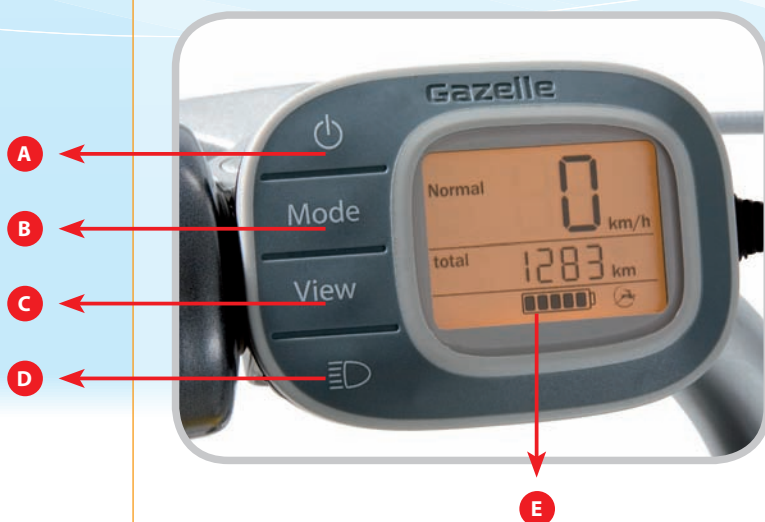 Gazelle
A
B Mode
C View
D
Normal 0 km/h
total 1283 km
E